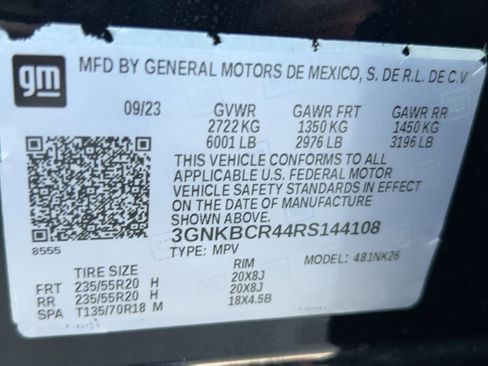 gm
MFD BY GENERAL MOTORS DE MEXICO, S. DE R.L. DE C.V.
09/23 GVWR GAWR FRT GAWR RR
2722 KG 1350 KG 1450 KG
6001 LB 2976 LB 3196 LB
THIS VEHICLE CONFORMS TO ALL
APPLICABLE U.S. FEDERAL MOTOR
VEHICLE SAFETY STANDARDS IN EFFECT
ON THE DATE OF MANUFACTURE
SHOWN ABOVE.
8555 3GNKBCR44RS144108
TYPE: MPV MODEL: 481NK26
TIRE SIZE RIM
FRT 235/55R20 H 20X8J
RR 235/55R20 H 20X8J
SPA T135/70R18 M 18X4.5B